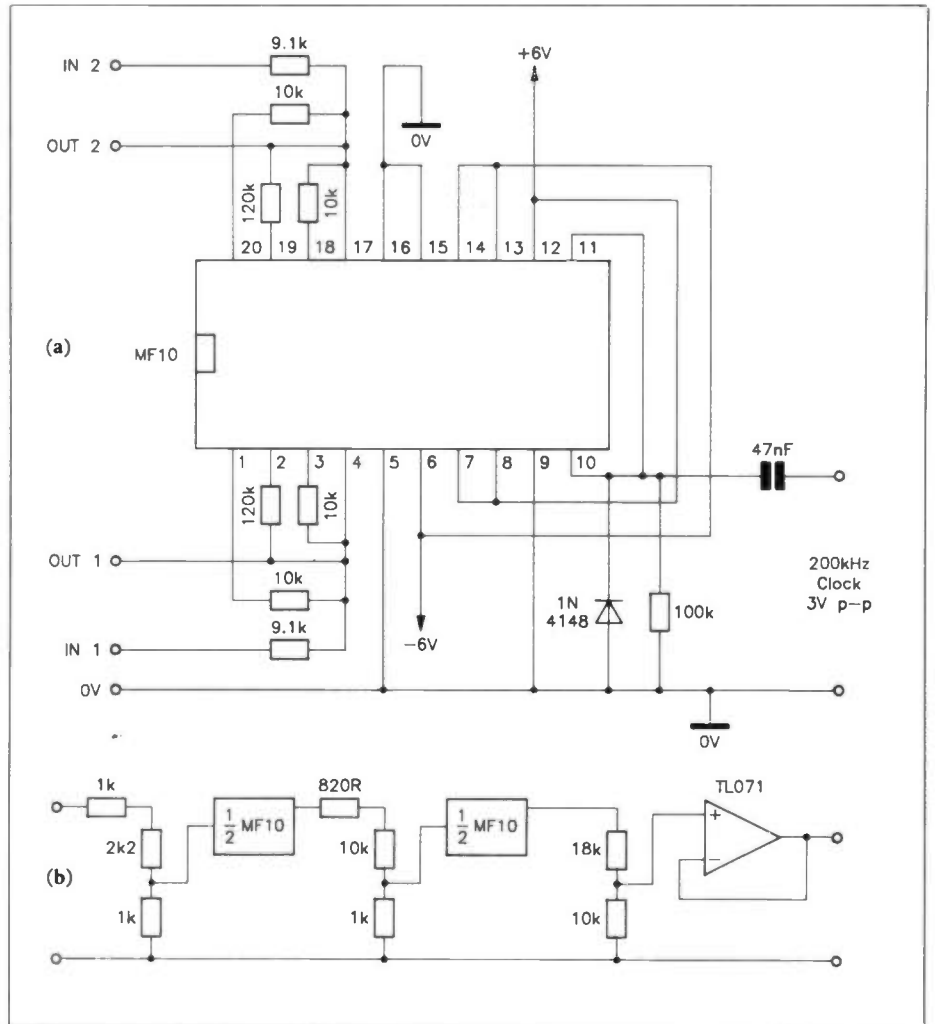 9.1k
IN 2
10k
+6V
0V
OUT 2
120k
10k
20 19 18 17 16 15 14 13 12 11
(a)
MF10
1 2 3 4 5 6 7 8 9 10
47nF
120k
10k
OUT 1
10k
9.1k
IN 1
0V
-6V
1N
4148
100k
200kHz
Clock
3V p-p
0V
1k
820R
TL071
1/2 MF10
1/2 MF10
2k2
10k
18k
+
−
(b)
1k
1k
10k